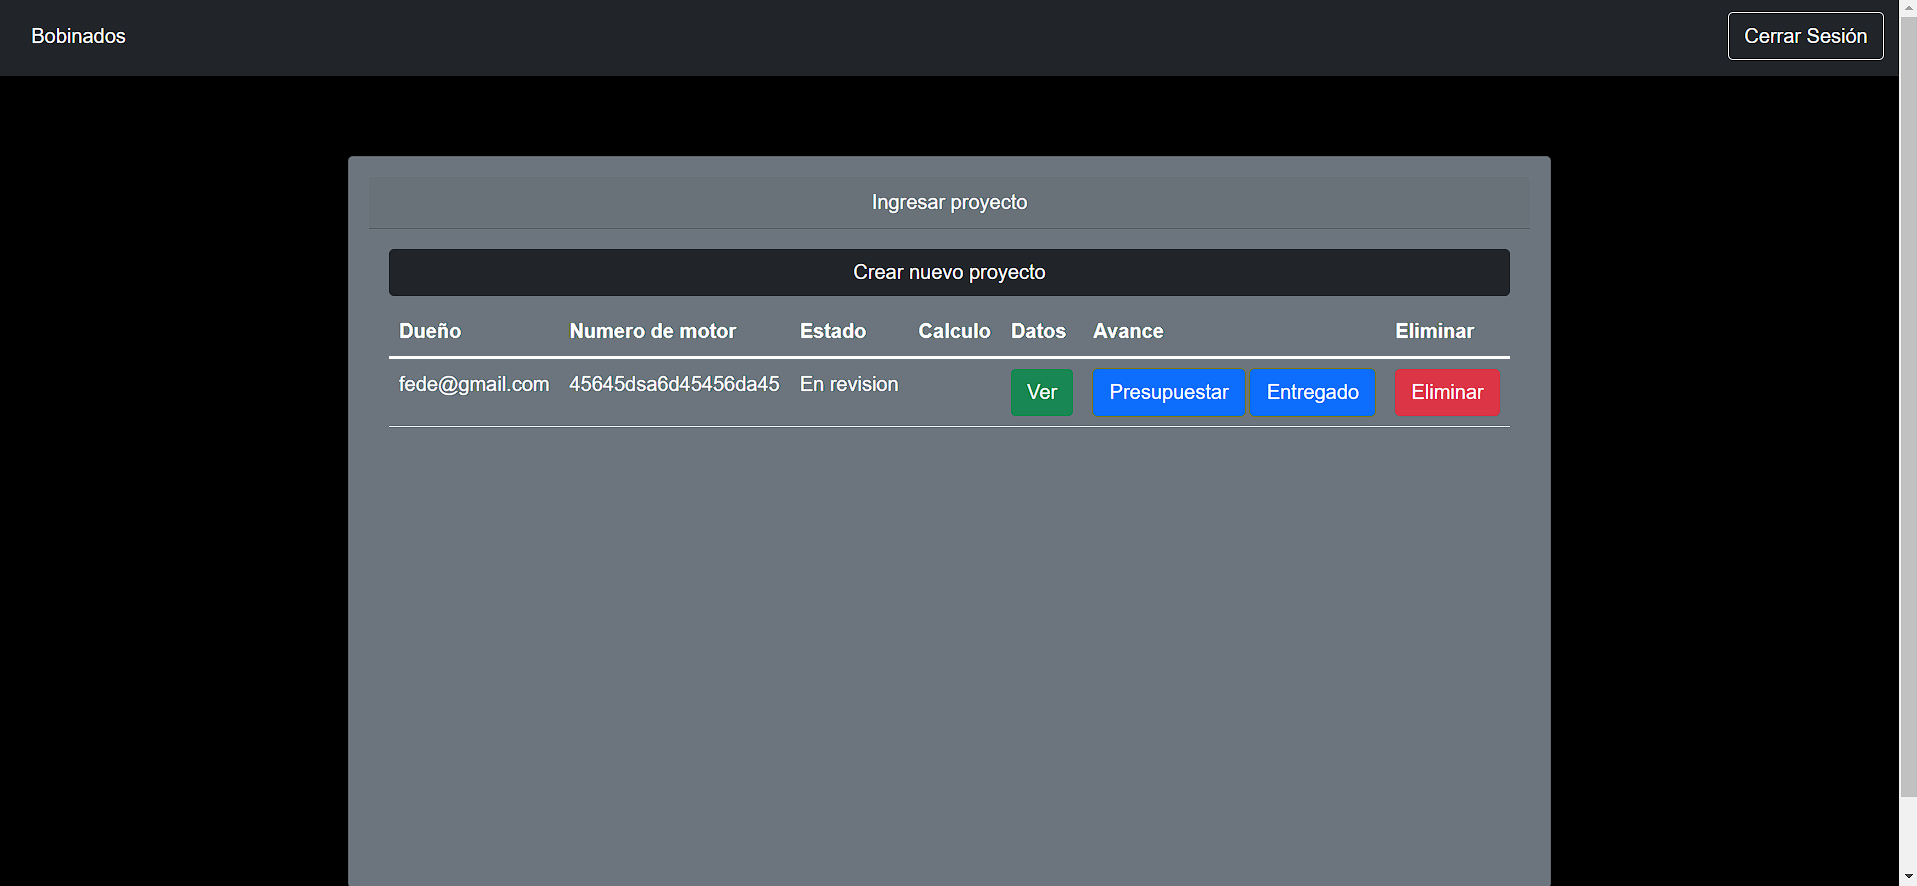 Bobinados Cerrar Sesión
Ingresar proyecto
Crear nuevo proyecto
Dueño Numero de motor Estado Calculo Datos Avance Eliminar
fede@gmail.com 45645dsa6d45456da45 En revision Ver Presupuestar Entregado Eliminar